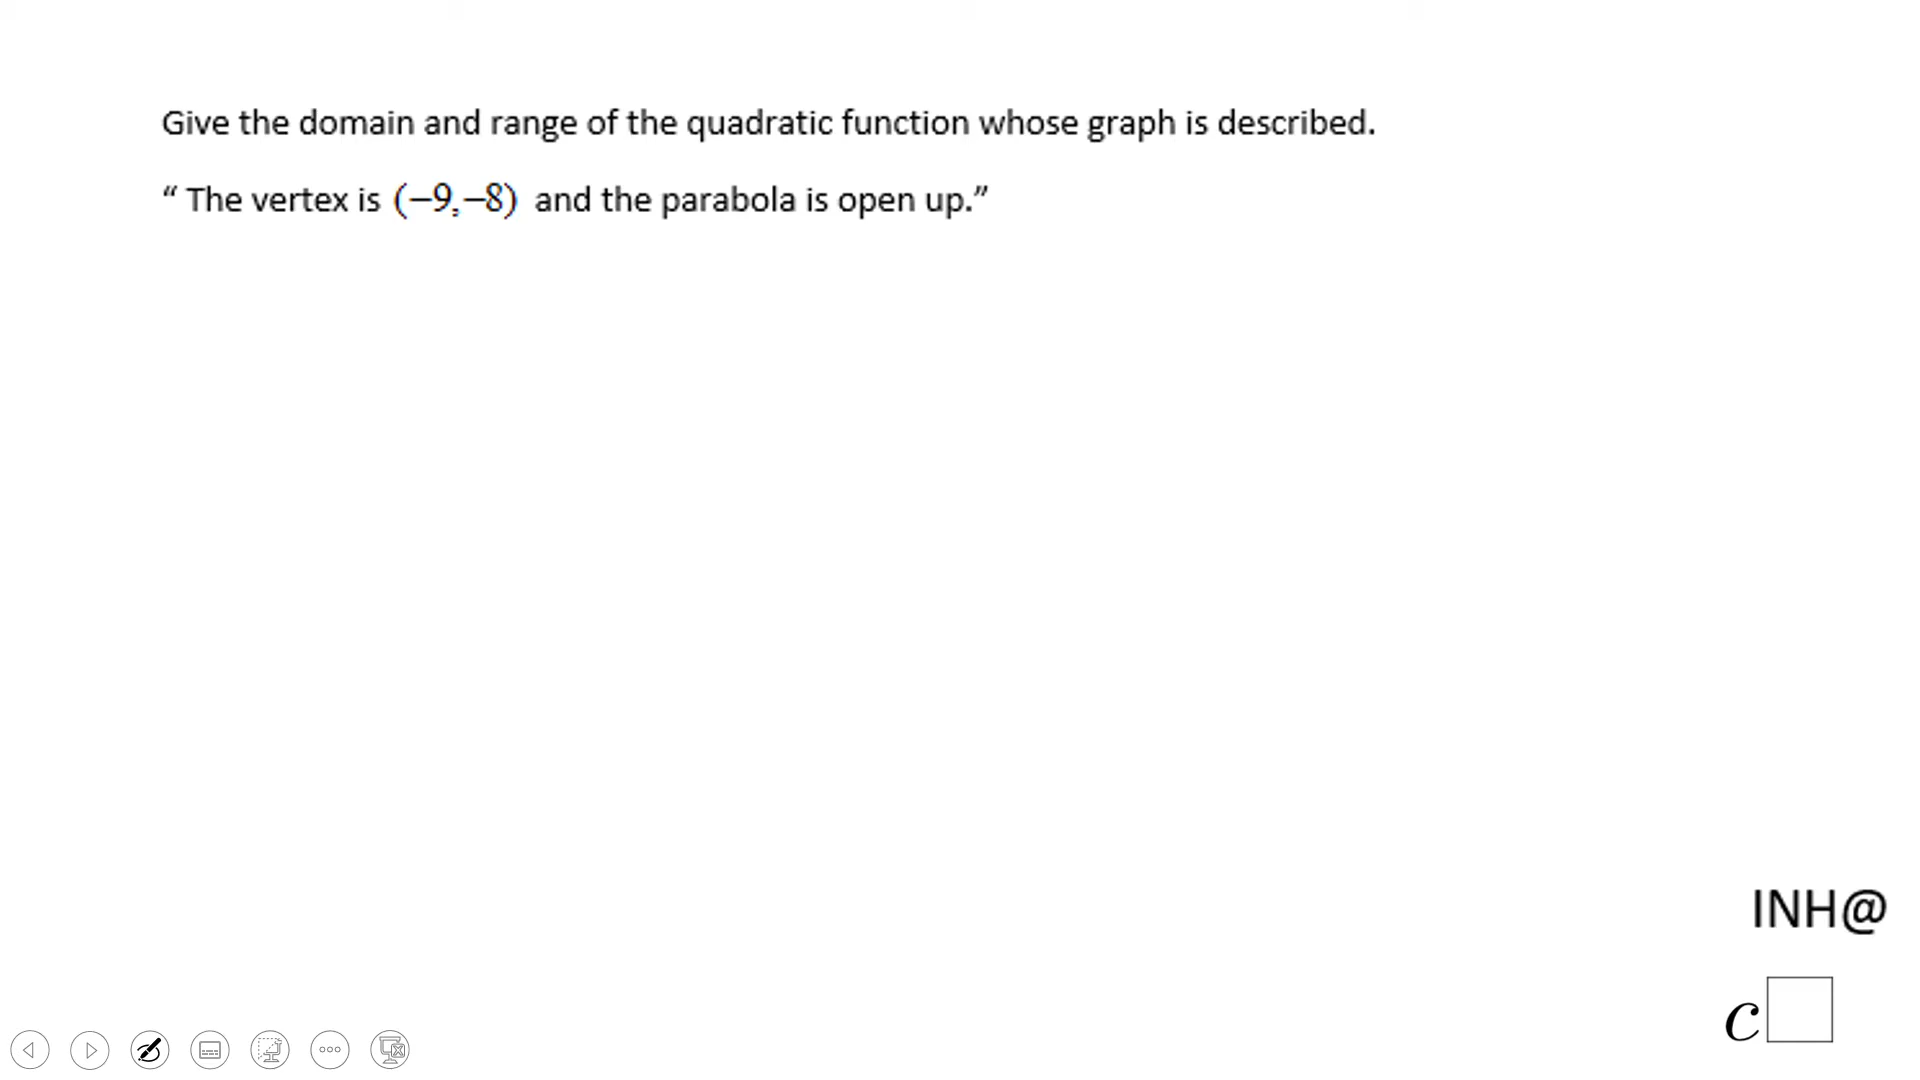 Give the domain and range of the quadratic function whose graph is described.
“ The vertex is (−9,−8) and the parabola is open up.”
INH@
c